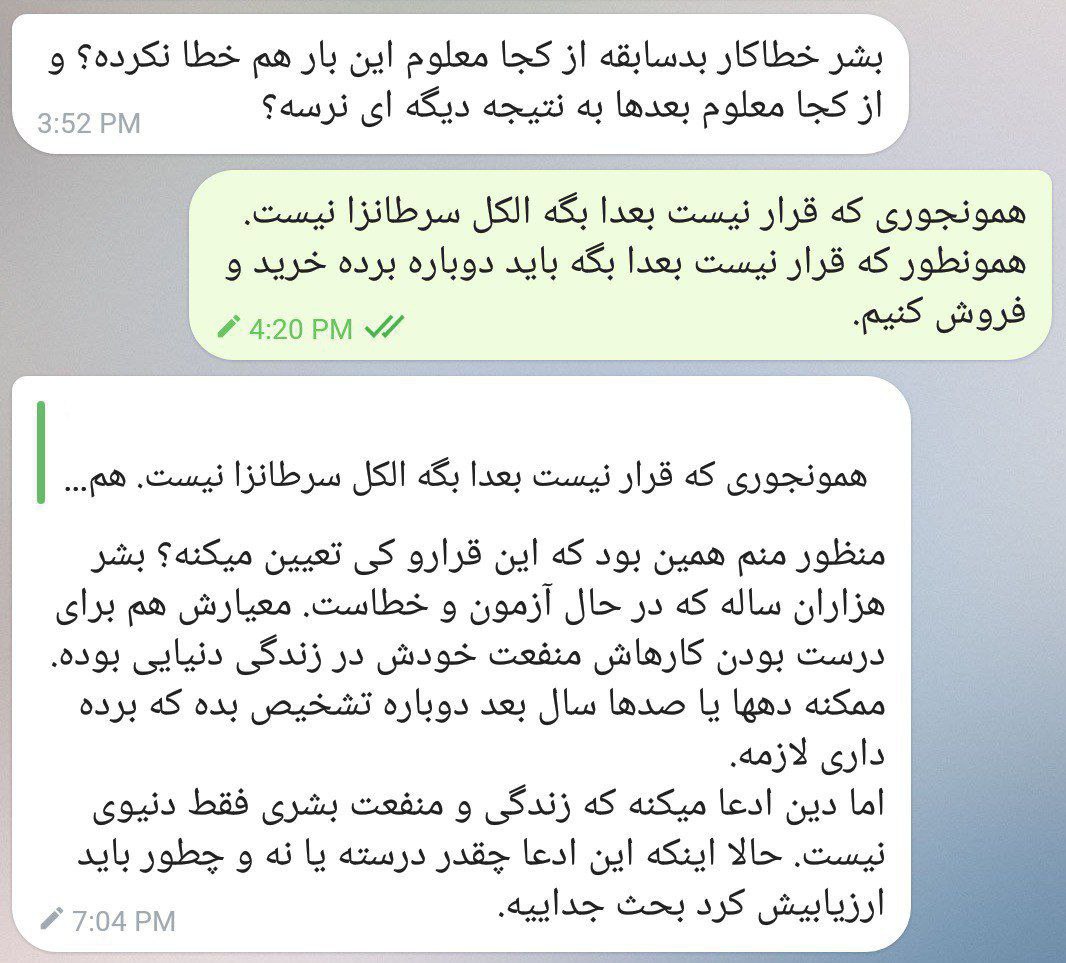 بشر خطاکار بدسابقه از کجا معلوم این بار هم خطا نکرده؟ و
از کجا معلوم بعدها به نتیجه دیگه ای نرسه؟
3:52 PM
همونجوری که قرار نیست بعدا بگه الکل سرطانزا نیست.
همونطور که قرار نیست بعدا بگه باید دوباره برده خرید و
فروش کنیم.
4:20 PM
همونجوری که قرار نیست بعدا بگه الکل سرطانزا نیست. هم...
منظور منم همین بود که این قرارو کی تعیین میکنه؟ بشر
هزاران ساله که در حال آزمون و خطاست. معیارش هم برای
درست بودن کارهاش منفعت خودش در زندگی دنیایی بوده.
ممکنه دهها یا صدها سال بعد دوباره تشخیص بده که برده
داری لازمه.
اما دین ادعا میکنه که زندگی و منفعت بشری فقط دنیوی
نیست. حالا اینکه این ادعا چقدر درسته یا نه و چطور باید
ارزیابیش کرد بحث جداییه.
7:04 PM